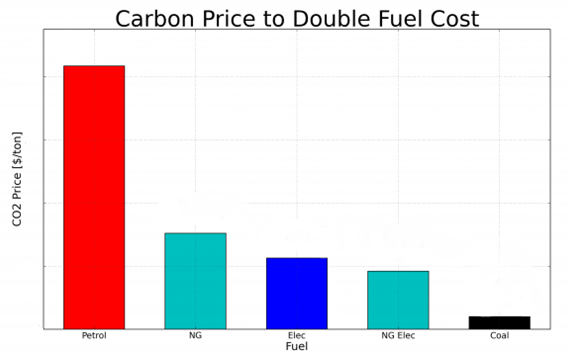 Carbon Price to Double Fuel Cost
CO2 Price [$/ton]
Petrol
NG
Elec
NG Elec
Coal
Fuel